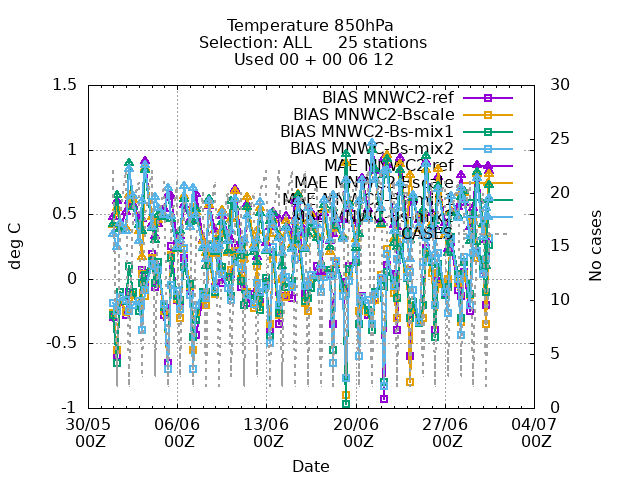 Temperature 850hPa
Selection: ALL 25 stations
Used 00 + 00 06 12
1.5
1
0.5
0
-0.5
-1
deg C
30
25
20
15
10
5
0
No cases
BIAS MNWC2-ref
BIAS MNWC2-Bscale
BIAS MNWC2-Bs-mix1
BIAS MNWC2-Bs-mix2
MAE MNWC2-ref
MAE MNWC2-Bscale
CASES
30/05 06/06 13/06 20/06 27/06 04/07
00Z 00Z 00Z 00Z 00Z 00Z
Date